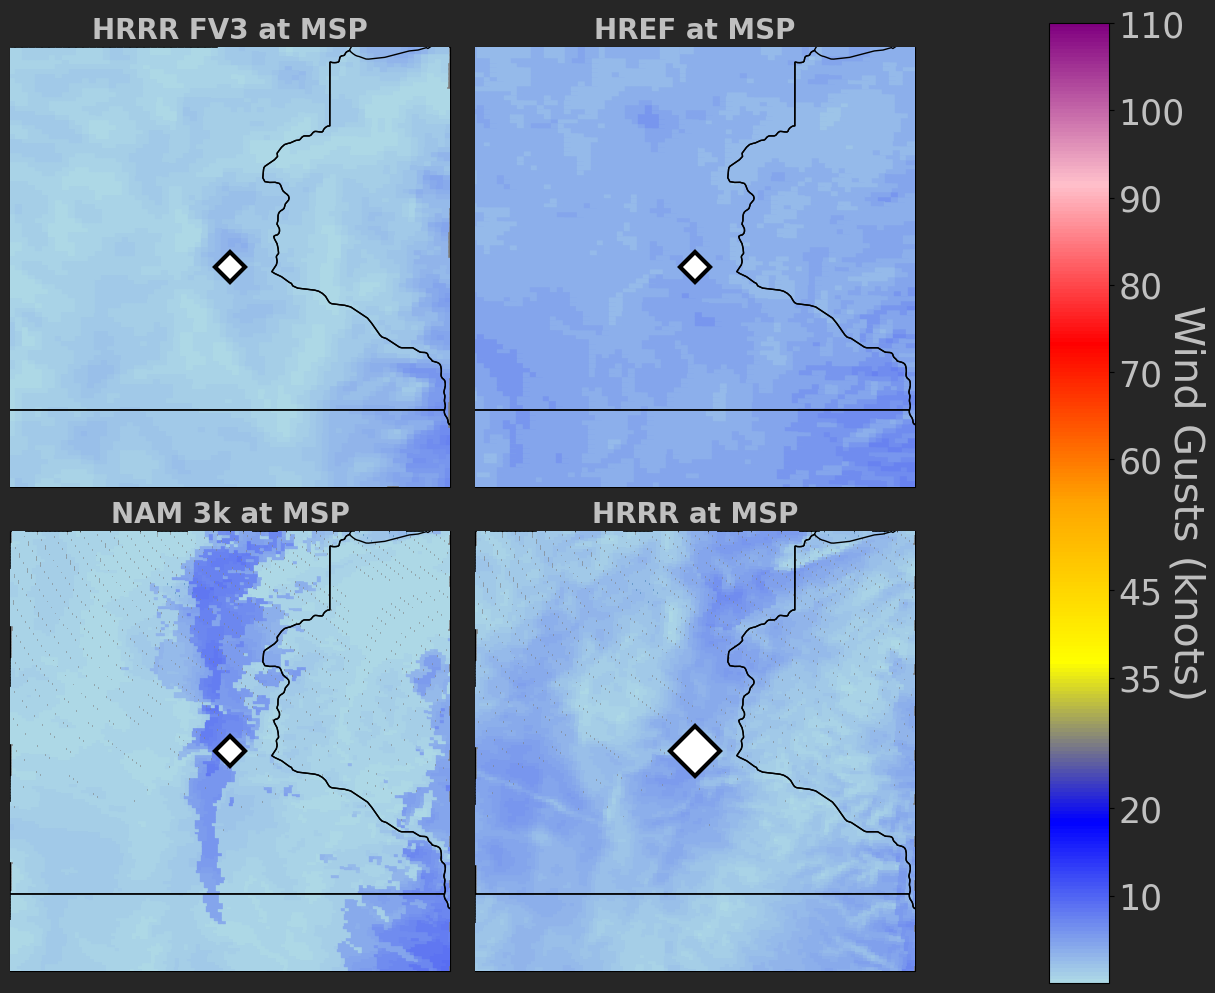 HRRR FV3 at MSP
HREF at MSP
NAM 3k at MSP
HRRR at MSP
110
100
90
80
70
60
45
35
20
10
Wind Gusts (knots)